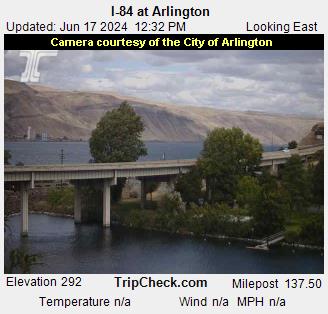 I-84 at Arlington
Updated: Jun 17 2024 12:32 PM Looking East
Camera courtesy of the City of Arlington
Elevation 292 TripCheck.com Milepost 137.50
Temperature n/a Wind n/a MPH n/a